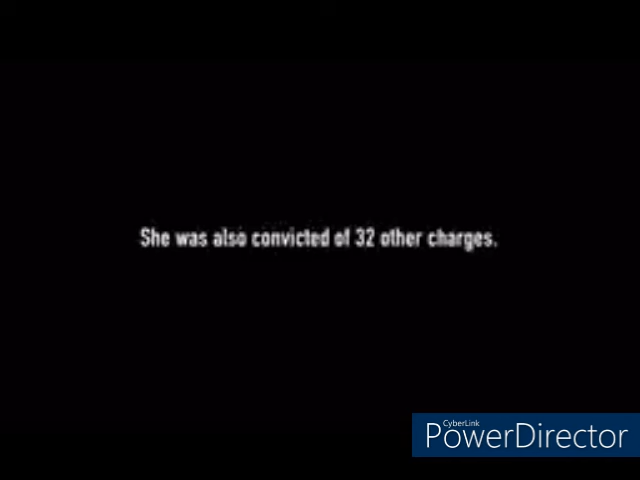 She was also convicted of 32 other charges.
CyberLink
PowerDirector